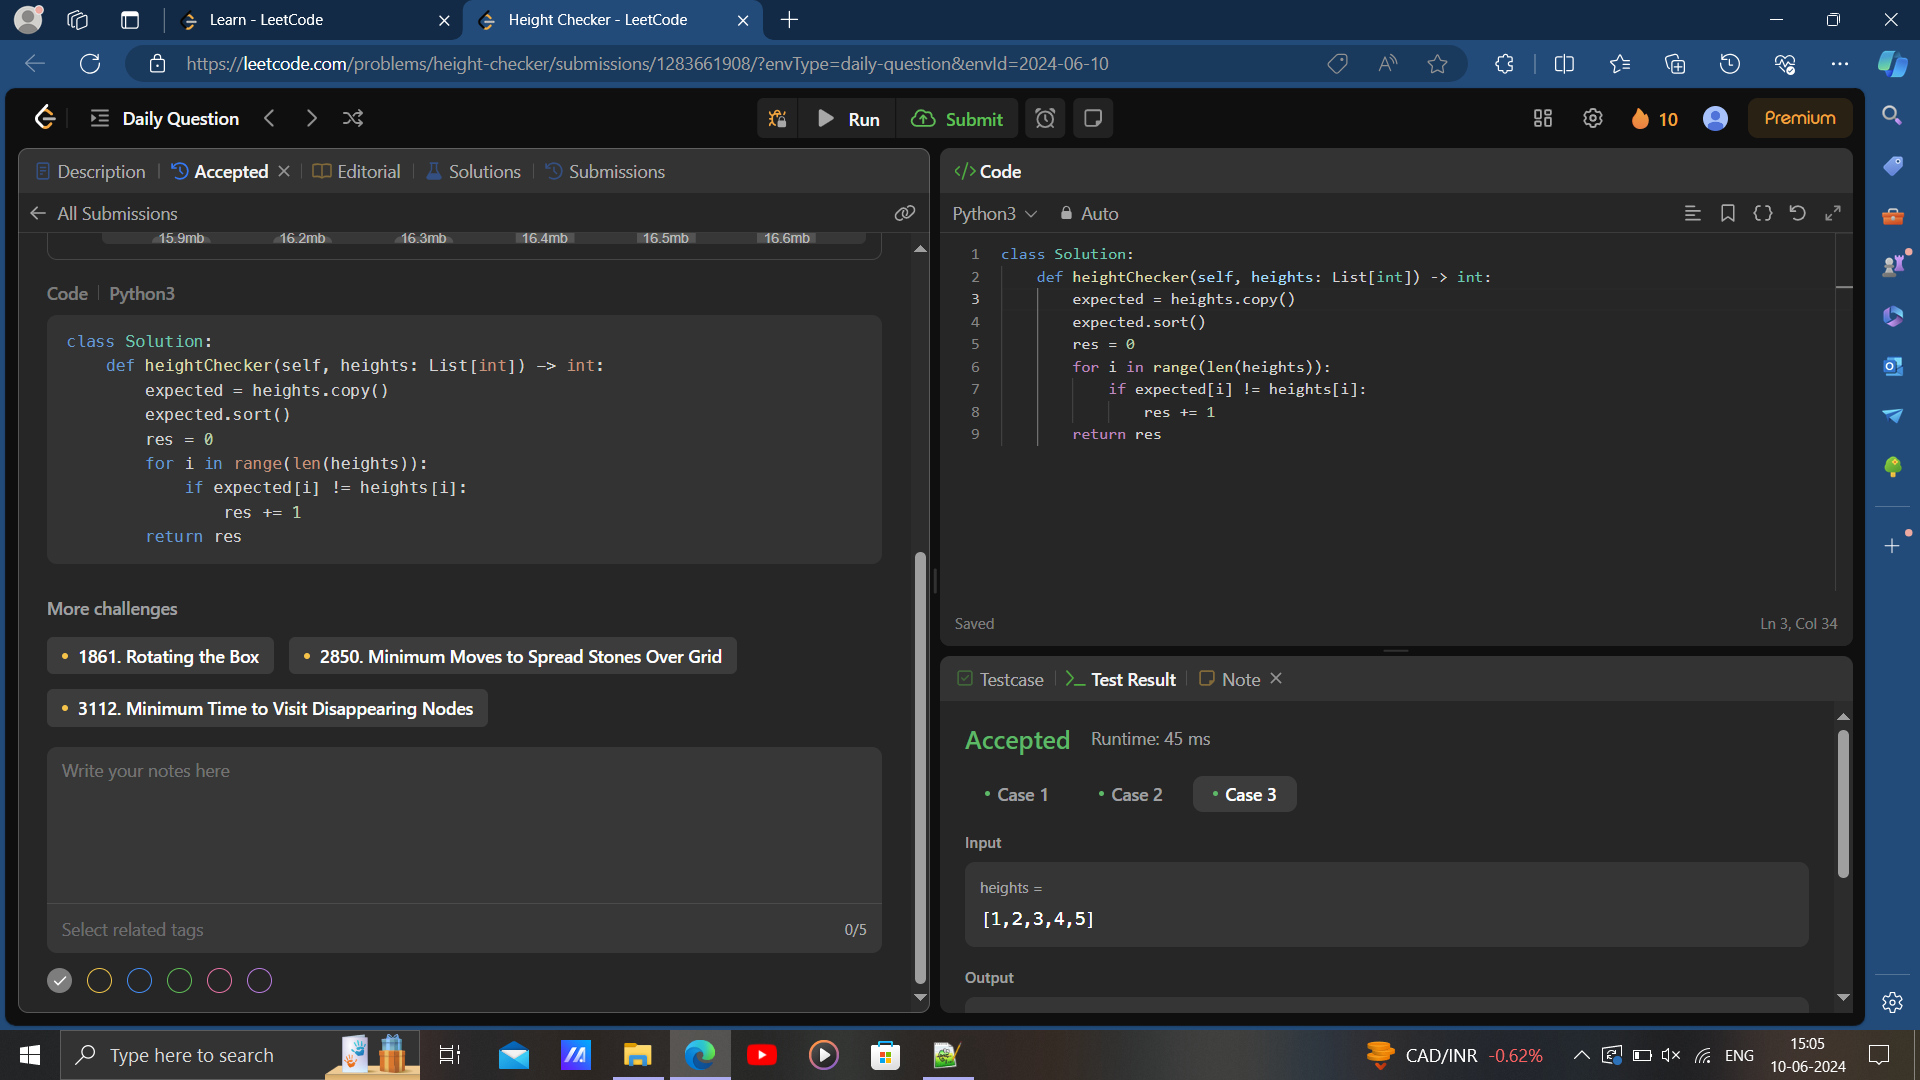 Learn - LeetCode
Height Checker - LeetCode
https://leetcode.com/problems/height-checker/submissions/1283661908/?envType=daily-question&envId=2024-06-10
Daily Question
Run
Submit
10
Premium
Description
Accepted
Editorial
Solutions
Submissions
All Submissions
15.9mb 16.2mb 16.3mb 16.4mb 16.5mb 16.6mb
Code Python3
class Solution:
    def heightChecker(self, heights: List[int]) -> int:
        expected = heights.copy()
        expected.sort()
        res = 0
        for i in range(len(heights)):
            if expected[i] != heights[i]:
                res += 1
        return res
More challenges
1861. Rotating the Box
2850. Minimum Moves to Spread Stones Over Grid
3112. Minimum Time to Visit Disappearing Nodes
Write your notes here
Select related tags 0/5
</> Code
Python3 Auto
1 class Solution:
2     def heightChecker(self, heights: List[int]) -> int:
3         expected = heights.copy()
4         expected.sort()
5         res = 0
6         for i in range(len(heights)):
7             if expected[i] != heights[i]:
8                 res += 1
9         return res
Saved Ln 3, Col 34
Testcase
Test Result
Note
Accepted Runtime: 45 ms
Case 1
Case 2
Case 3
Input
heights =
[1,2,3,4,5]
Output
Type here to search
CAD/INR -0.62%
ENG
15:05
10-06-2024